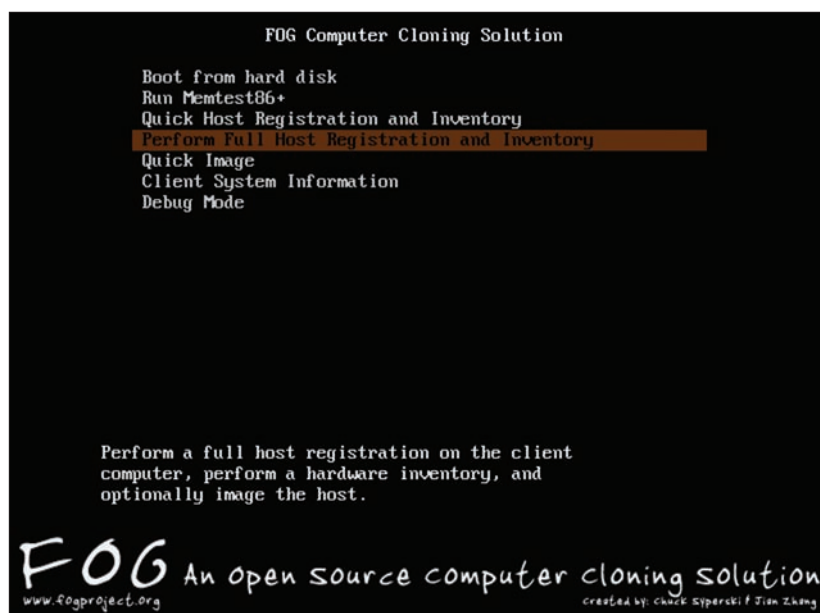 FOG Computer Cloning Solution
Boot from hard disk
Run Memtest86+
Quick Host Registration and Inventory
Perform Full Host Registration and Inventory
Quick Image
Client System Information
Debug Mode
Perform a full host registration on the client
computer, perform a hardware inventory, and
optionally image the host.
FOG An open source computer cloning solution
www.fogproject.org
Created by: Chuck Syperski & Jian Zhang